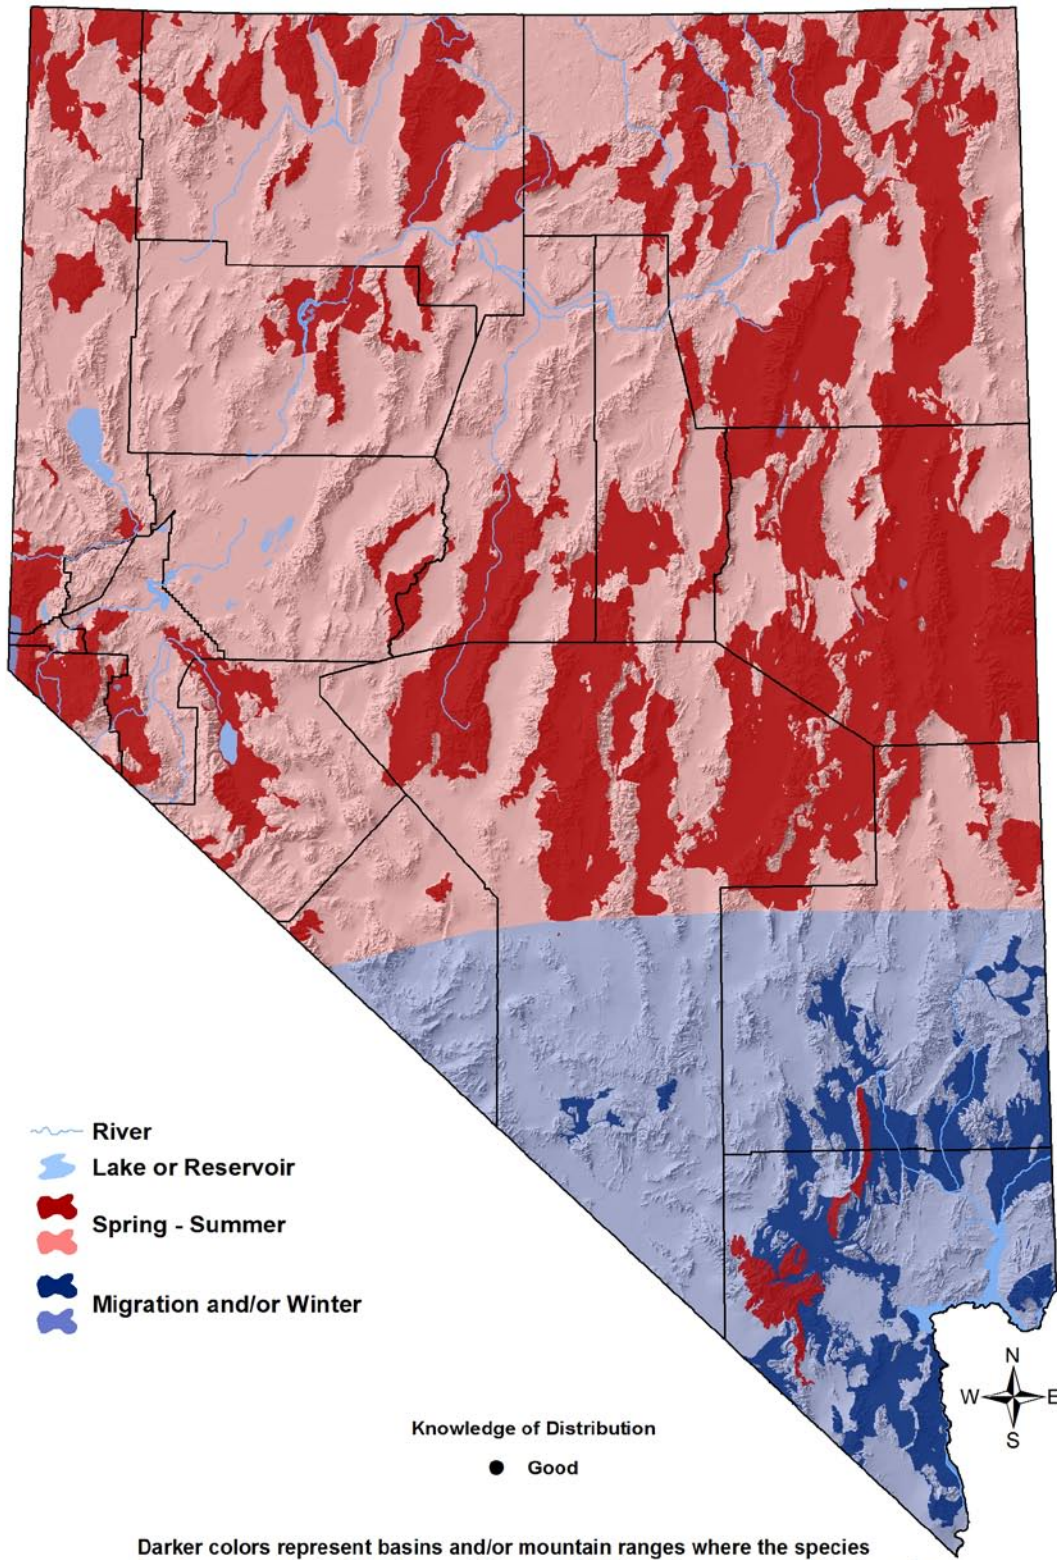 River
Lake or Reservoir
Spring - Summer
Migration and/or Winter
N
W E
S
Knowledge of Distribution
Good
Darker colors represent basins and/or mountain ranges where the species